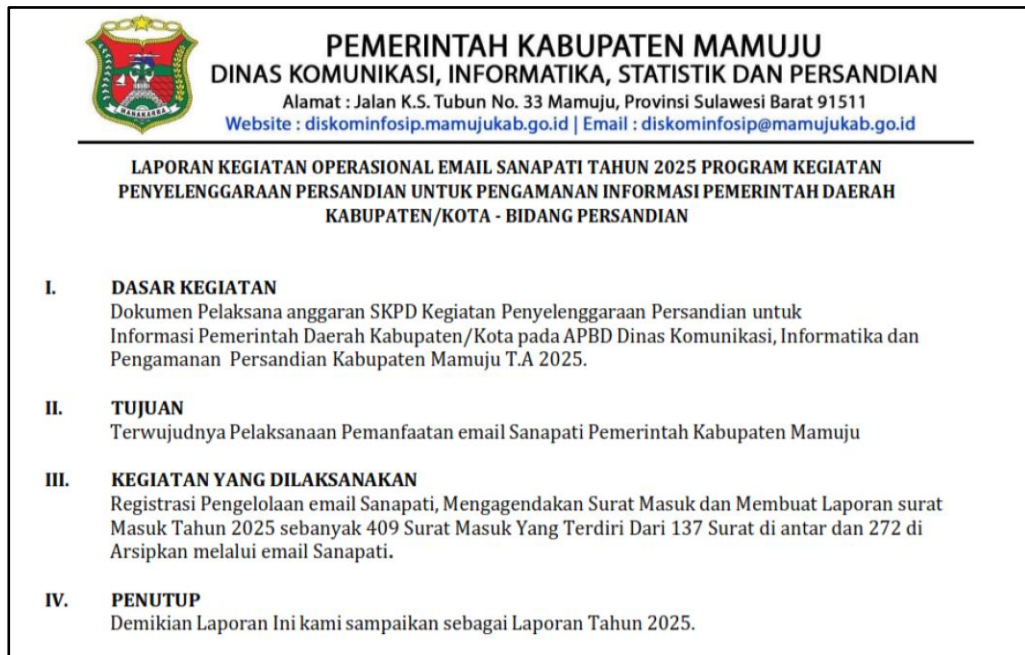 MANAKARRA
PEMERINTAH KABUPATEN MAMUJU
DINAS KOMUNIKASI, INFORMATIKA, STATISTIK DAN PERSANDIAN
Alamat : Jalan K.S. Tubun No. 33 Mamuju, Provinsi Sulawesi Barat 91511
Website : diskominfosip.mamujukab.go.id | Email : diskominfosip@mamujukab.go.id
LAPORAN KEGIATAN OPERASIONAL EMAIL SANAPATI TAHUN 2025 PROGRAM KEGIATAN
PENYELENGGARAAN PERSANDIAN UNTUK PENGAMANAN INFORMASI PEMERINTAH DAERAH
KABUPATEN/KOTA - BIDANG PERSANDIAN
I. DASAR KEGIATAN
Dokumen Pelaksana anggaran SKPD Kegiatan Penyelenggaraan Persandian untuk
Informasi Pemerintah Daerah Kabupaten/Kota pada APBD Dinas Komunikasi, Informatika dan
Pengamanan Persandian Kabupaten Mamuju T.A 2025.
II. TUJUAN
Terwujudnya Pelaksanaan Pemanfaatan email Sanapati Pemerintah Kabupaten Mamuju
III. KEGIATAN YANG DILAKSANAKAN
Registrasi Pengelolaan email Sanapati, Mengagendakan Surat Masuk dan Membuat Laporan surat
Masuk Tahun 2025 sebanyak 409 Surat Masuk Yang Terdiri Dari 137 Surat di antar dan 272 di
Arsipkan melalui email Sanapati.
IV. PENUTUP
Demikian Laporan Ini kami sampaikan sebagai Laporan Tahun 2025.